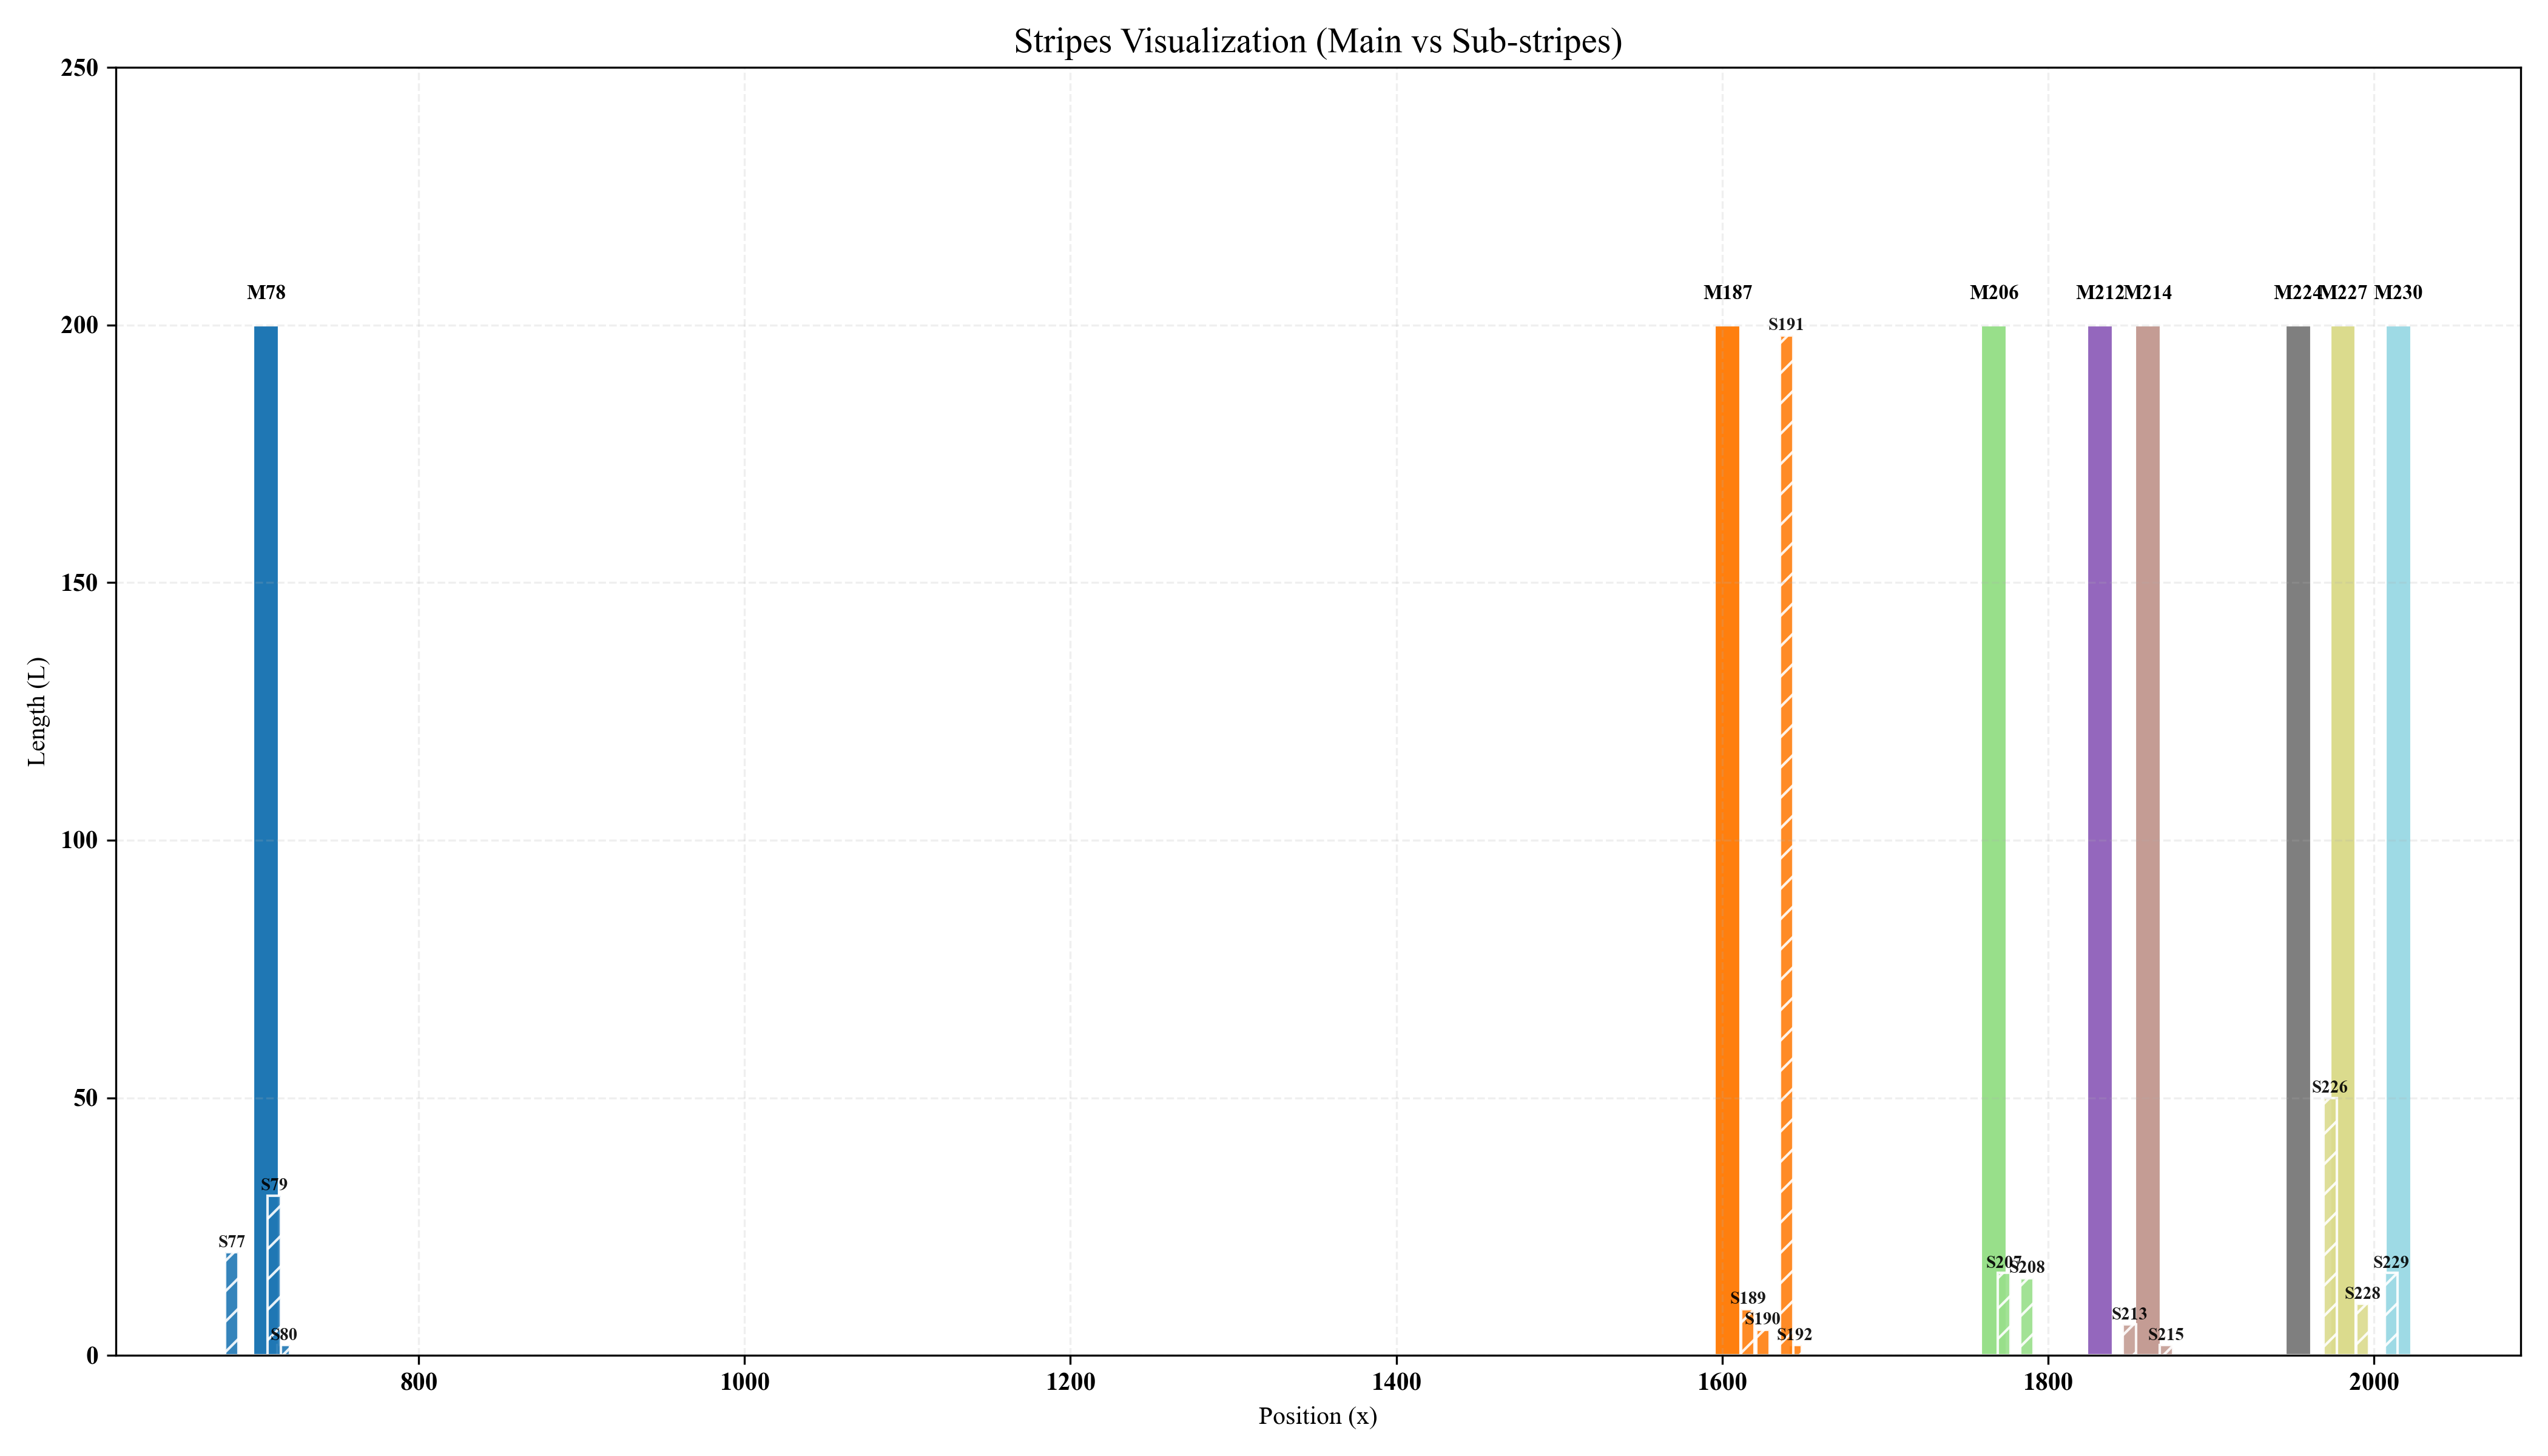 Stripes Visualization (Main vs Sub-stripes)
250
M78 M187 M206 M212 M214 M224 M227 M230
200
S191
150
Length (L)
100
50
S226
S79
S77
S207 S208 S229
S228
S189
S213
S190
S80 S192 S215
0
800 1000 1200 1400 1600 1800 2000
Position (x)